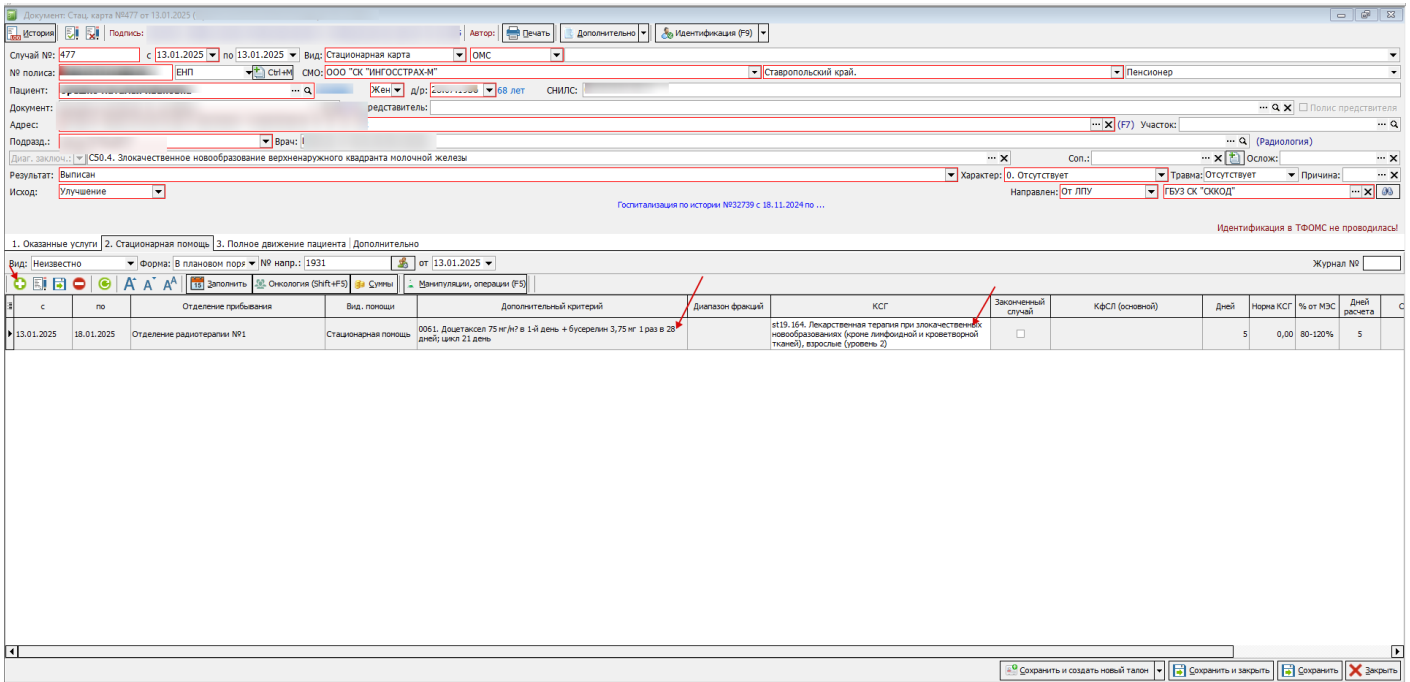 Документ: Стац. карта №477 от 13.01.2025 (
История Подпись: Автор: Печать Дополнительно Идентификация (F9)
Случай №: 477 с 13.01.2025 по 13.01.2025 Вид: Стационарная карта ОМС
№ полиса: ЕНП Ctrl+M СМО: ООО "СК "ИНГОССТРАХ-М" Ставропольский край. Пенсионер
Пациент: Жен д/р: 68 лет СНИЛС:
Документ: редставитель: Полис представителя
Адрес: (F7) Участок:
Подразд.: Врач: (Радиология)
Диаг. заключ.: C50.4. Злокачественное новообразование верхненаружного квадранта молочной железы Соп.: Ослож:
Результат: Выписан Характер: 0. Отсутствует Травма: Отсутствует Причина:
Исход: Улучшение Направлен: От ЛПУ ГБУЗ СК "СККОД"
Госпитализация по истории №32739 с 18.11.2024 по ...
Идентификация в ТФОМС не проводилась!
1. Оказанные услуги 2. Стационарная помощь 3. Полное движение пациента Дополнительно
Вид: Неизвестно Форма: В плановом поря № напр.: 1931 от 13.01.2025 Журнал №
15 Заполнить Онкология (Shift+F5) Суммы Манипуляции, операции (F5)
с по Отделение прибывания Вид. помощи Дополнительный критерий Диапазон фракций КСГ Законченный случай КфСЛ (основной) Дней Норма КСГ % от МЭС Дней расчета С
13.01.2025 18.01.2025 Отделение радиотерапии №1 Стационарная помощь 0061. Доцетаксел 75 мг/м? в 1-й день + бусерелин 3,75 мг 1 раз в 28 дней; цикл 21 день st19.164. Лекарственная терапия при злокачественных новообразованиях (кроме лимфоидной и кроветворной тканей), взрослые (уровень 2) 5 0,00 80-120% 5
Сохранить и создать новый талон Сохранить и закрыть Сохранить Закрыть